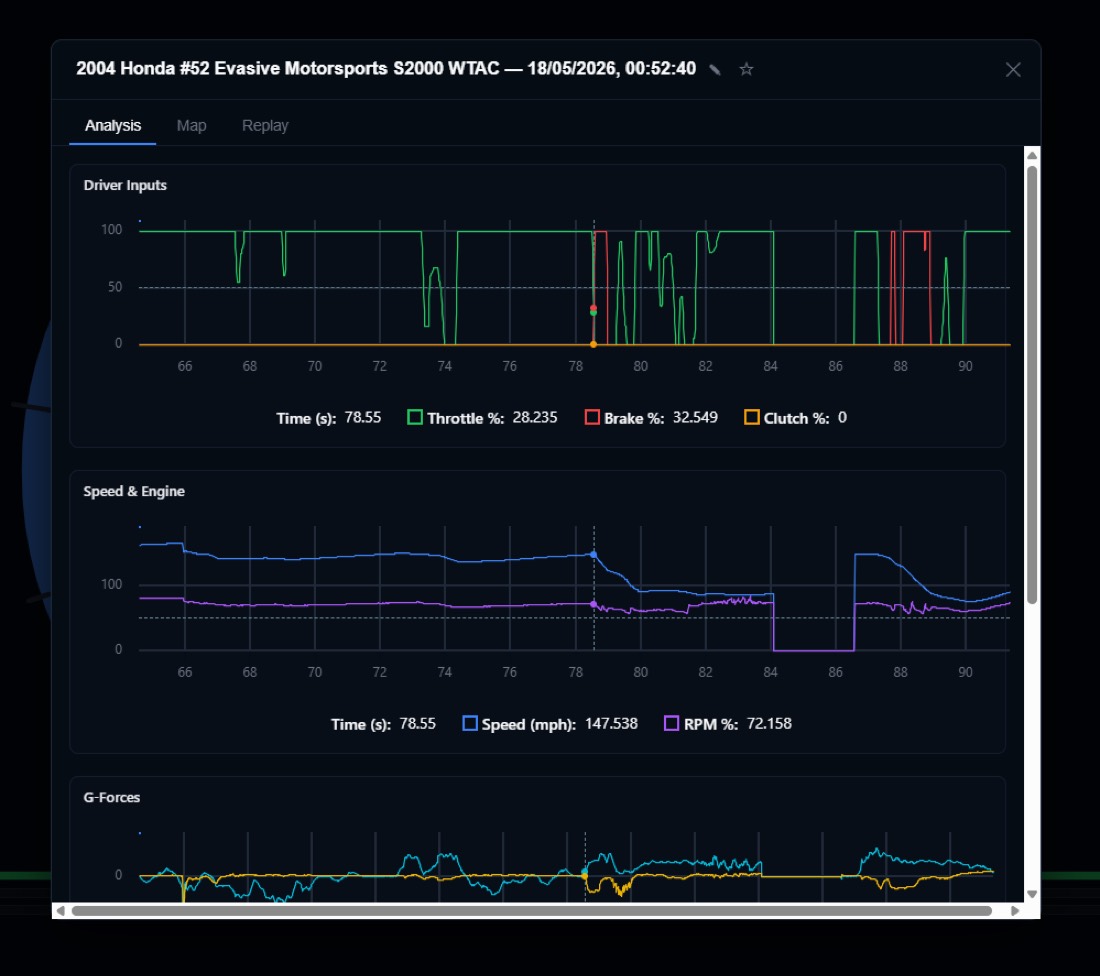 2004 Honda #52 Evasive Motorsports S2000 WTAC — 18/05/2026, 00:52:40
Analysis Map Replay
Driver Inputs
100
50
0
66 68 70 72 74 76 78 80 82 84 86 88 90
Time (s): 78.55 Throttle %: 28.235 Brake %: 32.549 Clutch %: 0
Speed & Engine
100
0
66 68 70 72 74 76 78 80 82 84 86 88 90
Time (s): 78.55 Speed (mph): 147.538 RPM %: 72.158
G-Forces
0